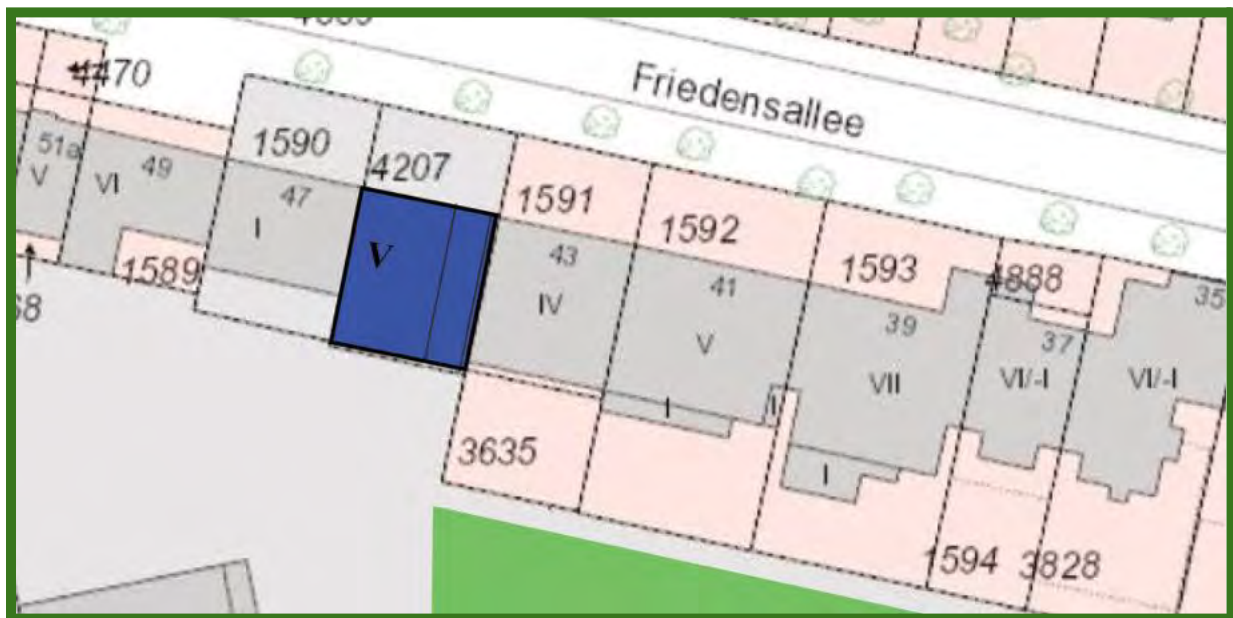 Friedensallee
4470
1590
4207
1591
1592
1593
4888
51a
V
VI
49
47
I
V
43
IV
41
V
39
VII
37
VI/-I
35
VI/-I
1589
I
I
I
3635
1594
3828